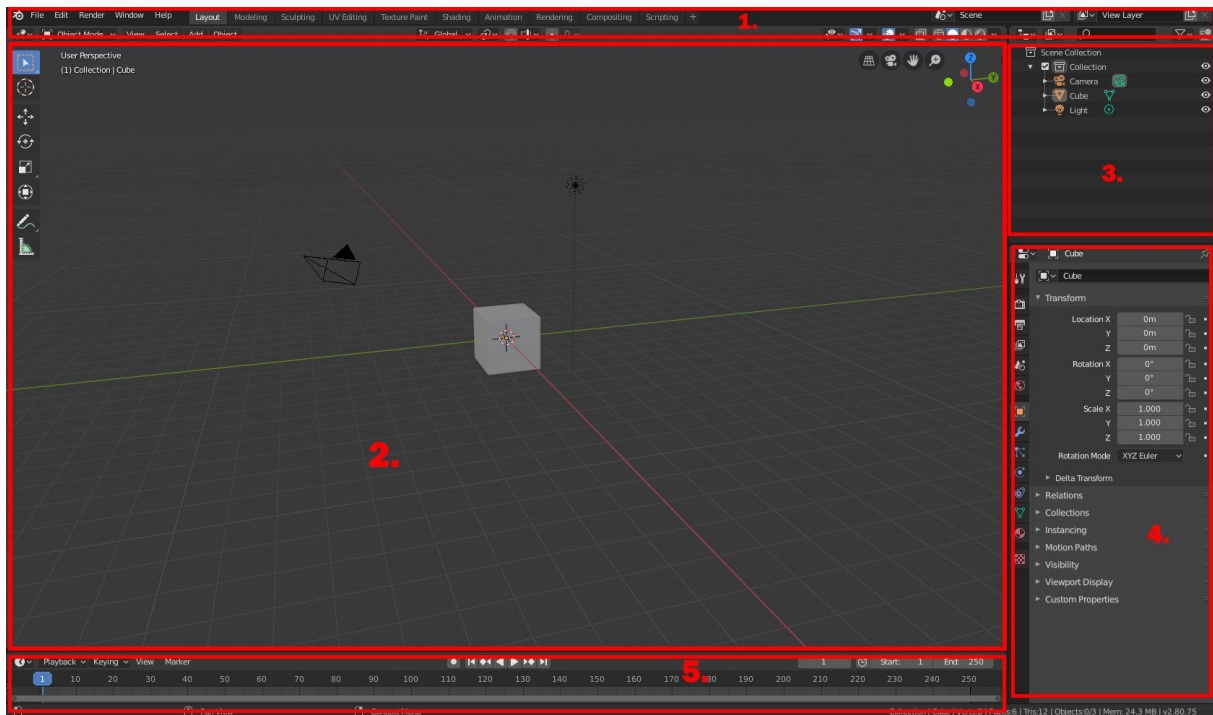 File Edit Render Window Help Layout Modeling Sculpting UV Editing Texture Paint Shading Animation Rendering Compositing Scripting + 1. Scene View Layer
Object Mode View Select Add Object Global
User Perspective
(1) Collection | Cube
Z
Y
X
2.
Scene Collection
Collection
Camera
Cube
Light
3.
Cube
Cube
Transform
Location X 0m
Y 0m
Z 0m
Rotation X 0°
Y 0°
Z 0°
Scale X 1.000
Y 1.000
Z 1.000
Rotation Mode XYZ Euler
Delta Transform
Relations
Collections
Instancing
4.
Motion Paths
Visibility
Viewport Display
Custom Properties
Playback Keying View Marker 5. 1 Start: 1 End: 250
1 10 20 30 40 50 60 70 80 90 100 110 120 130 140 150 160 170 180 190 200 210 220 230 240 250
Context Menu Collection | Cube | :6 | Tris:12 | Objects:0/3 | Mem: 24.3 MB | v2.80.75